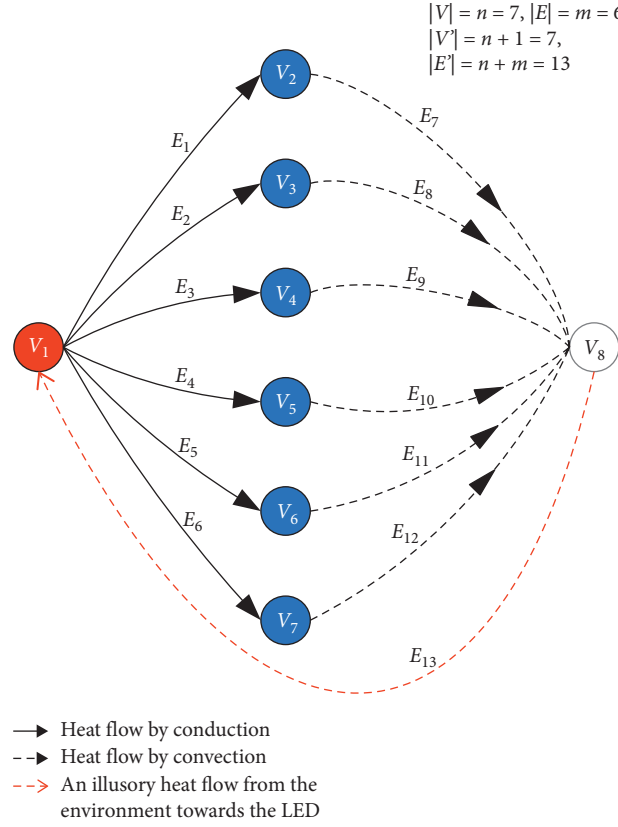 |V| = n = 7, |E| = m = 6
|V'| = n + 1 = 7,
|E'| = n + m = 13
V2
E7
E1
V3
E8
E2
V4
E9
E3
V1
V8
E4
V5
E10
E5
E11
V6
E6
E12
V7
E13
Heat flow by conduction
Heat flow by convection
An illusory heat flow from the
environment towards the LED